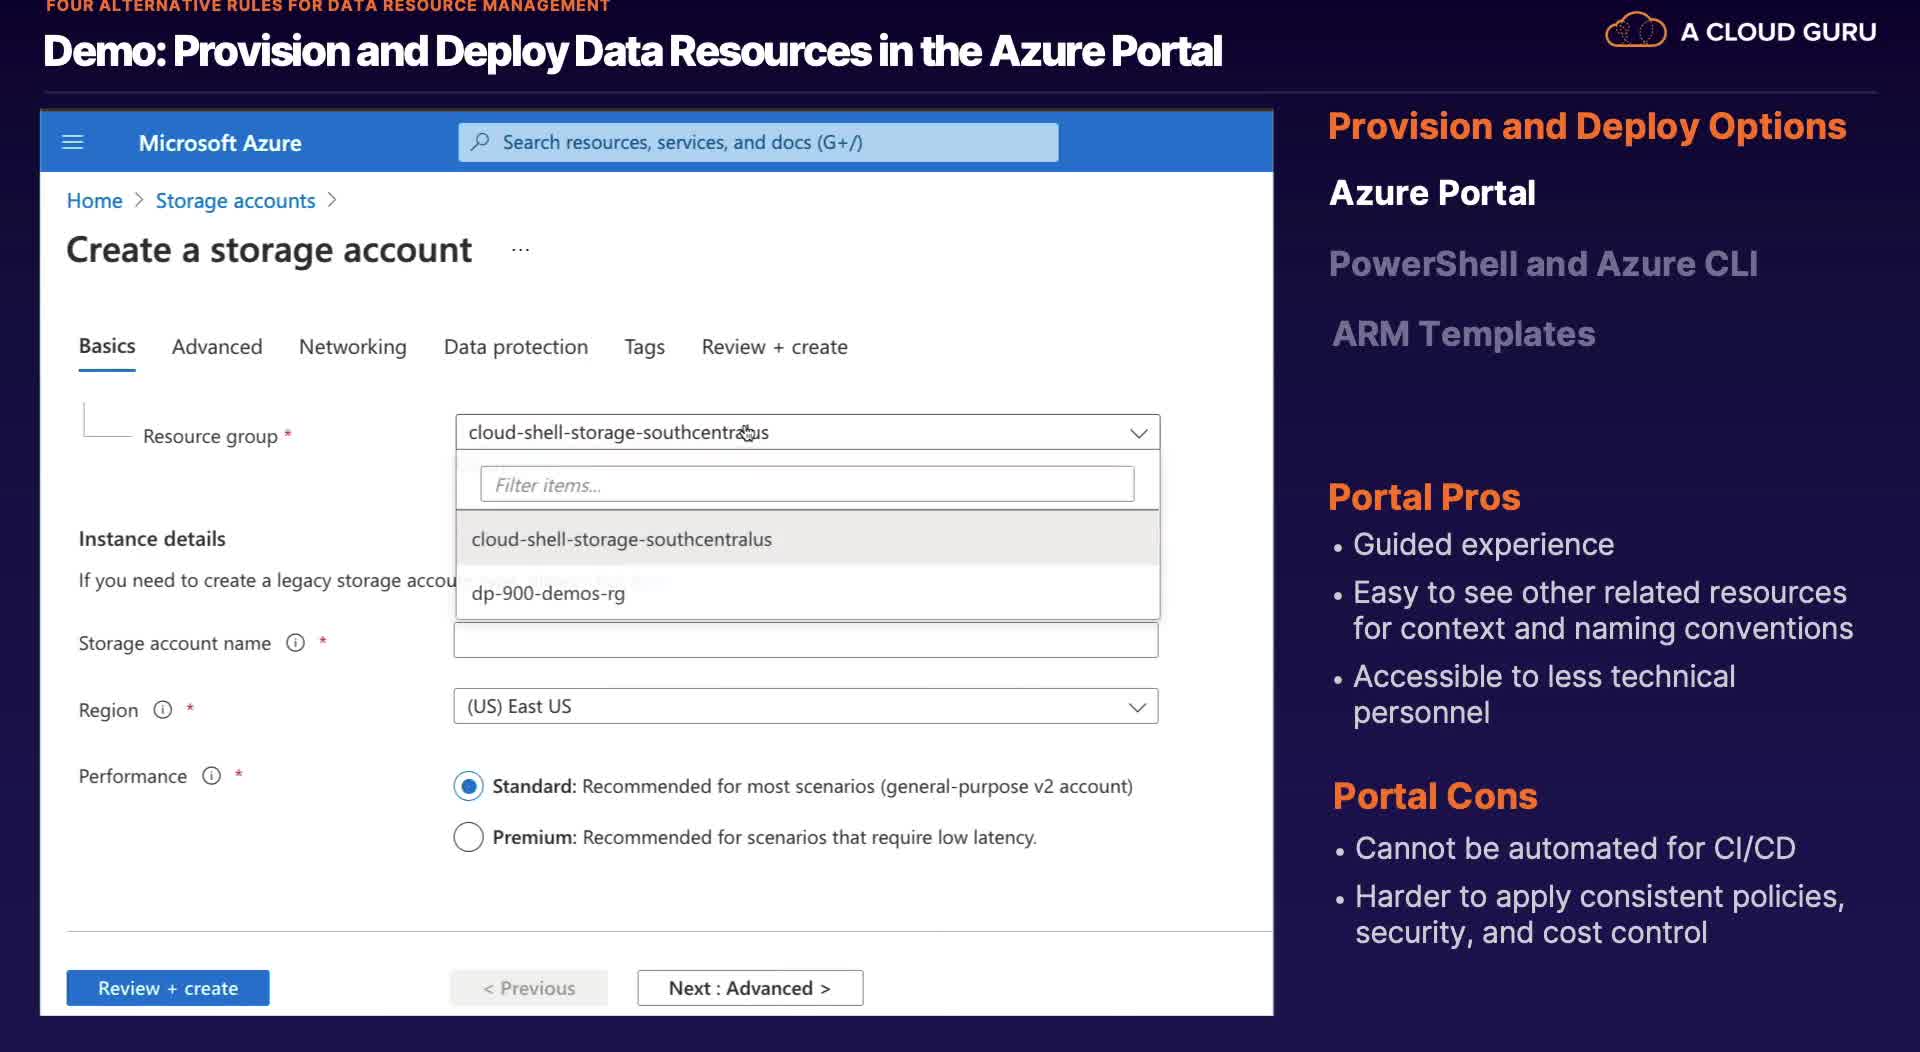 FOUR ALTERNATIVE RULES FOR DATA RESOURCE MANAGEMENT
Demo: Provision and Deploy Data Resources in the Azure Portal
A CLOUD GURU
Microsoft Azure
Search resources, services, and docs (G+/)
Home > Storage accounts >
Create a storage account ...
Basics Advanced Networking Data protection Tags Review + create
Resource group *
cloud-shell-storage-southcentralus
Filter items...
cloud-shell-storage-southcentralus
dp-900-demos-rg
Instance details
If you need to create a legacy storage accou
Storage account name *
Region *
(US) East US
Performance *
Standard: Recommended for most scenarios (general-purpose v2 account)
Premium: Recommended for scenarios that require low latency.
Review + create
< Previous
Next : Advanced >
Provision and Deploy Options
Azure Portal
PowerShell and Azure CLI
ARM Templates
Portal Pros
• Guided experience
• Easy to see other related resources
for context and naming conventions
• Accessible to less technical
personnel
Portal Cons
• Cannot be automated for CI/CD
• Harder to apply consistent policies,
security, and cost control